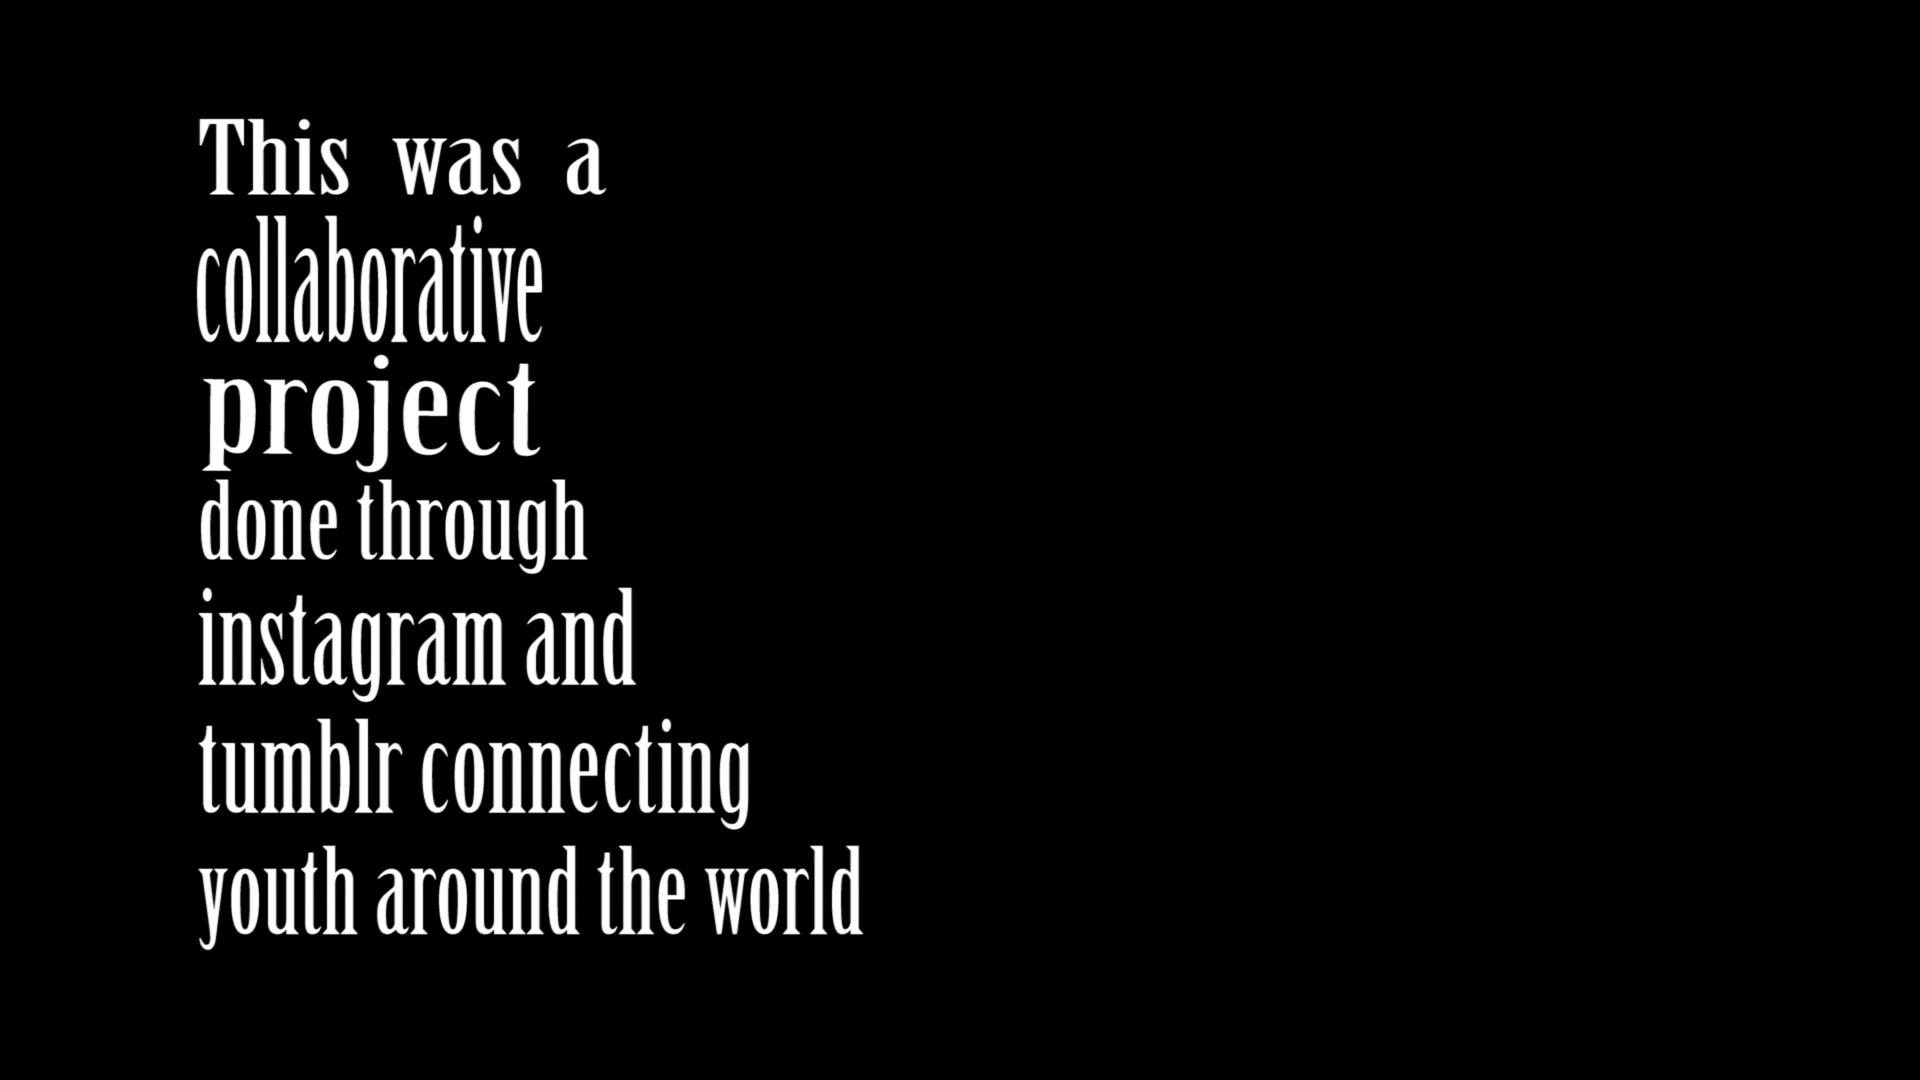 This was a
collaborative
project
done through
instagram and
tumblr connecting
youth around the world